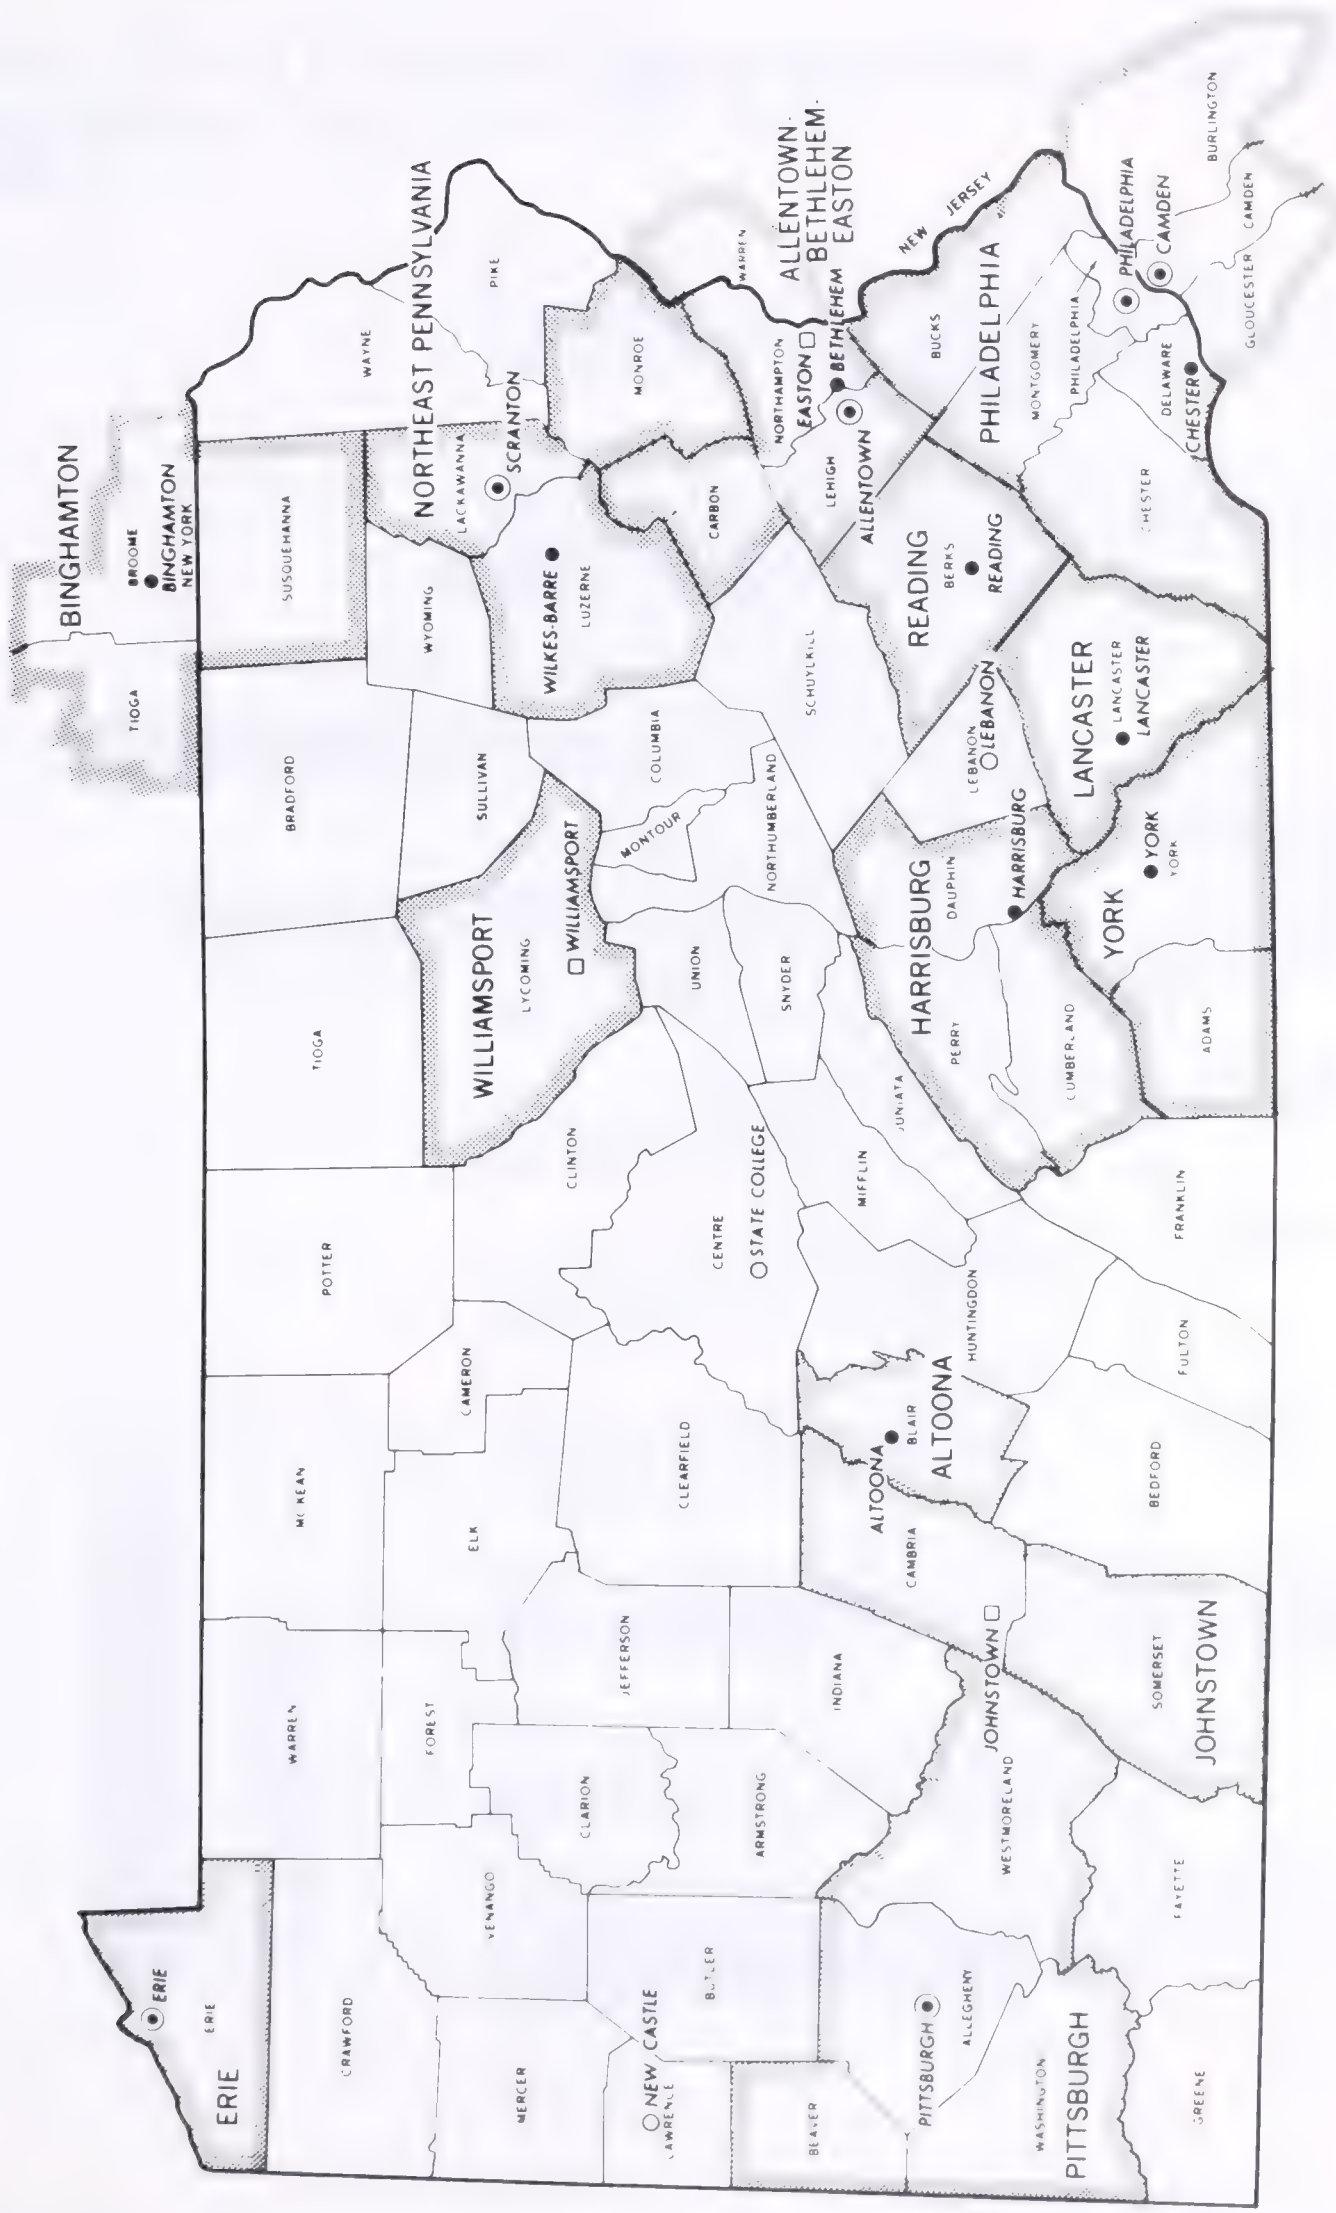 BINGHAMTON
BROOME
BINGHAMTON
NEW YORK
TIOGA
ERIE
ERIE
ERIE
CRAWFORD
WARREN
MC KEAN
POTTER
TIOGA
BRADFORD
SUSQUEHANNA
WAYNE
NORTHEAST PENNSYLVANIA
PIKE
MERCER
VENANGO
FOREST
ELK
CAMERON
CLINTON
WILLIAMSPORT
LYCOMING
WILLIAMSPORT
SULLIVAN
WYOMING
LACKAWANNA
SCRANTON
WILKES-BARRE
LUZERNE
MONROE
NEW CASTLE
LAWRENCE
BUTLER
CLARION
JEFFERSON
CLEARFIELD
CENTRE
STATE COLLEGE
UNION
SNYDER
MONTOUR
COLUMBIA
NORTHUMBERLAND
SCHUYLKILL
CARBON
WARREN
NORTHAMPTON
EASTON
BETHLEHEM
ALLENTOWN-
BETHLEHEM-
EASTON
LEHIGH
ALLENTOWN
BEAVER
PITTSBURGH
ALLEGHENY
WASHINGTON
PITTSBURGH
ARMSTRONG
INDIANA
WESTMORELAND
JOHNSTOWN
CAMBRIA
ALTOONA
BLAIR
ALTOONA
HUNTINGDON
MIFFLIN
JUNIATA
PERRY
HARRISBURG
DAUPHIN
HARRISBURG
CUMBERLAND
LEBANON
LEBANON
READING
BERKS
READING
BUCKS
NEW JERSEY
PHILADELPHIA
MONTGOMERY
PHILADELPHIA
PHILADELPHIA
CAMDEN
BURLINGTON
CAMDEN
GLOUCESTER
DELAWARE
CHESTER
CHESTER
LANCASTER
LANCASTER
LANCASTER
YORK
YORK
YORK
ADAMS
FRANKLIN
FULTON
BEDFORD
SOMERSET
JOHNSTOWN
FAYETTE
GREENE